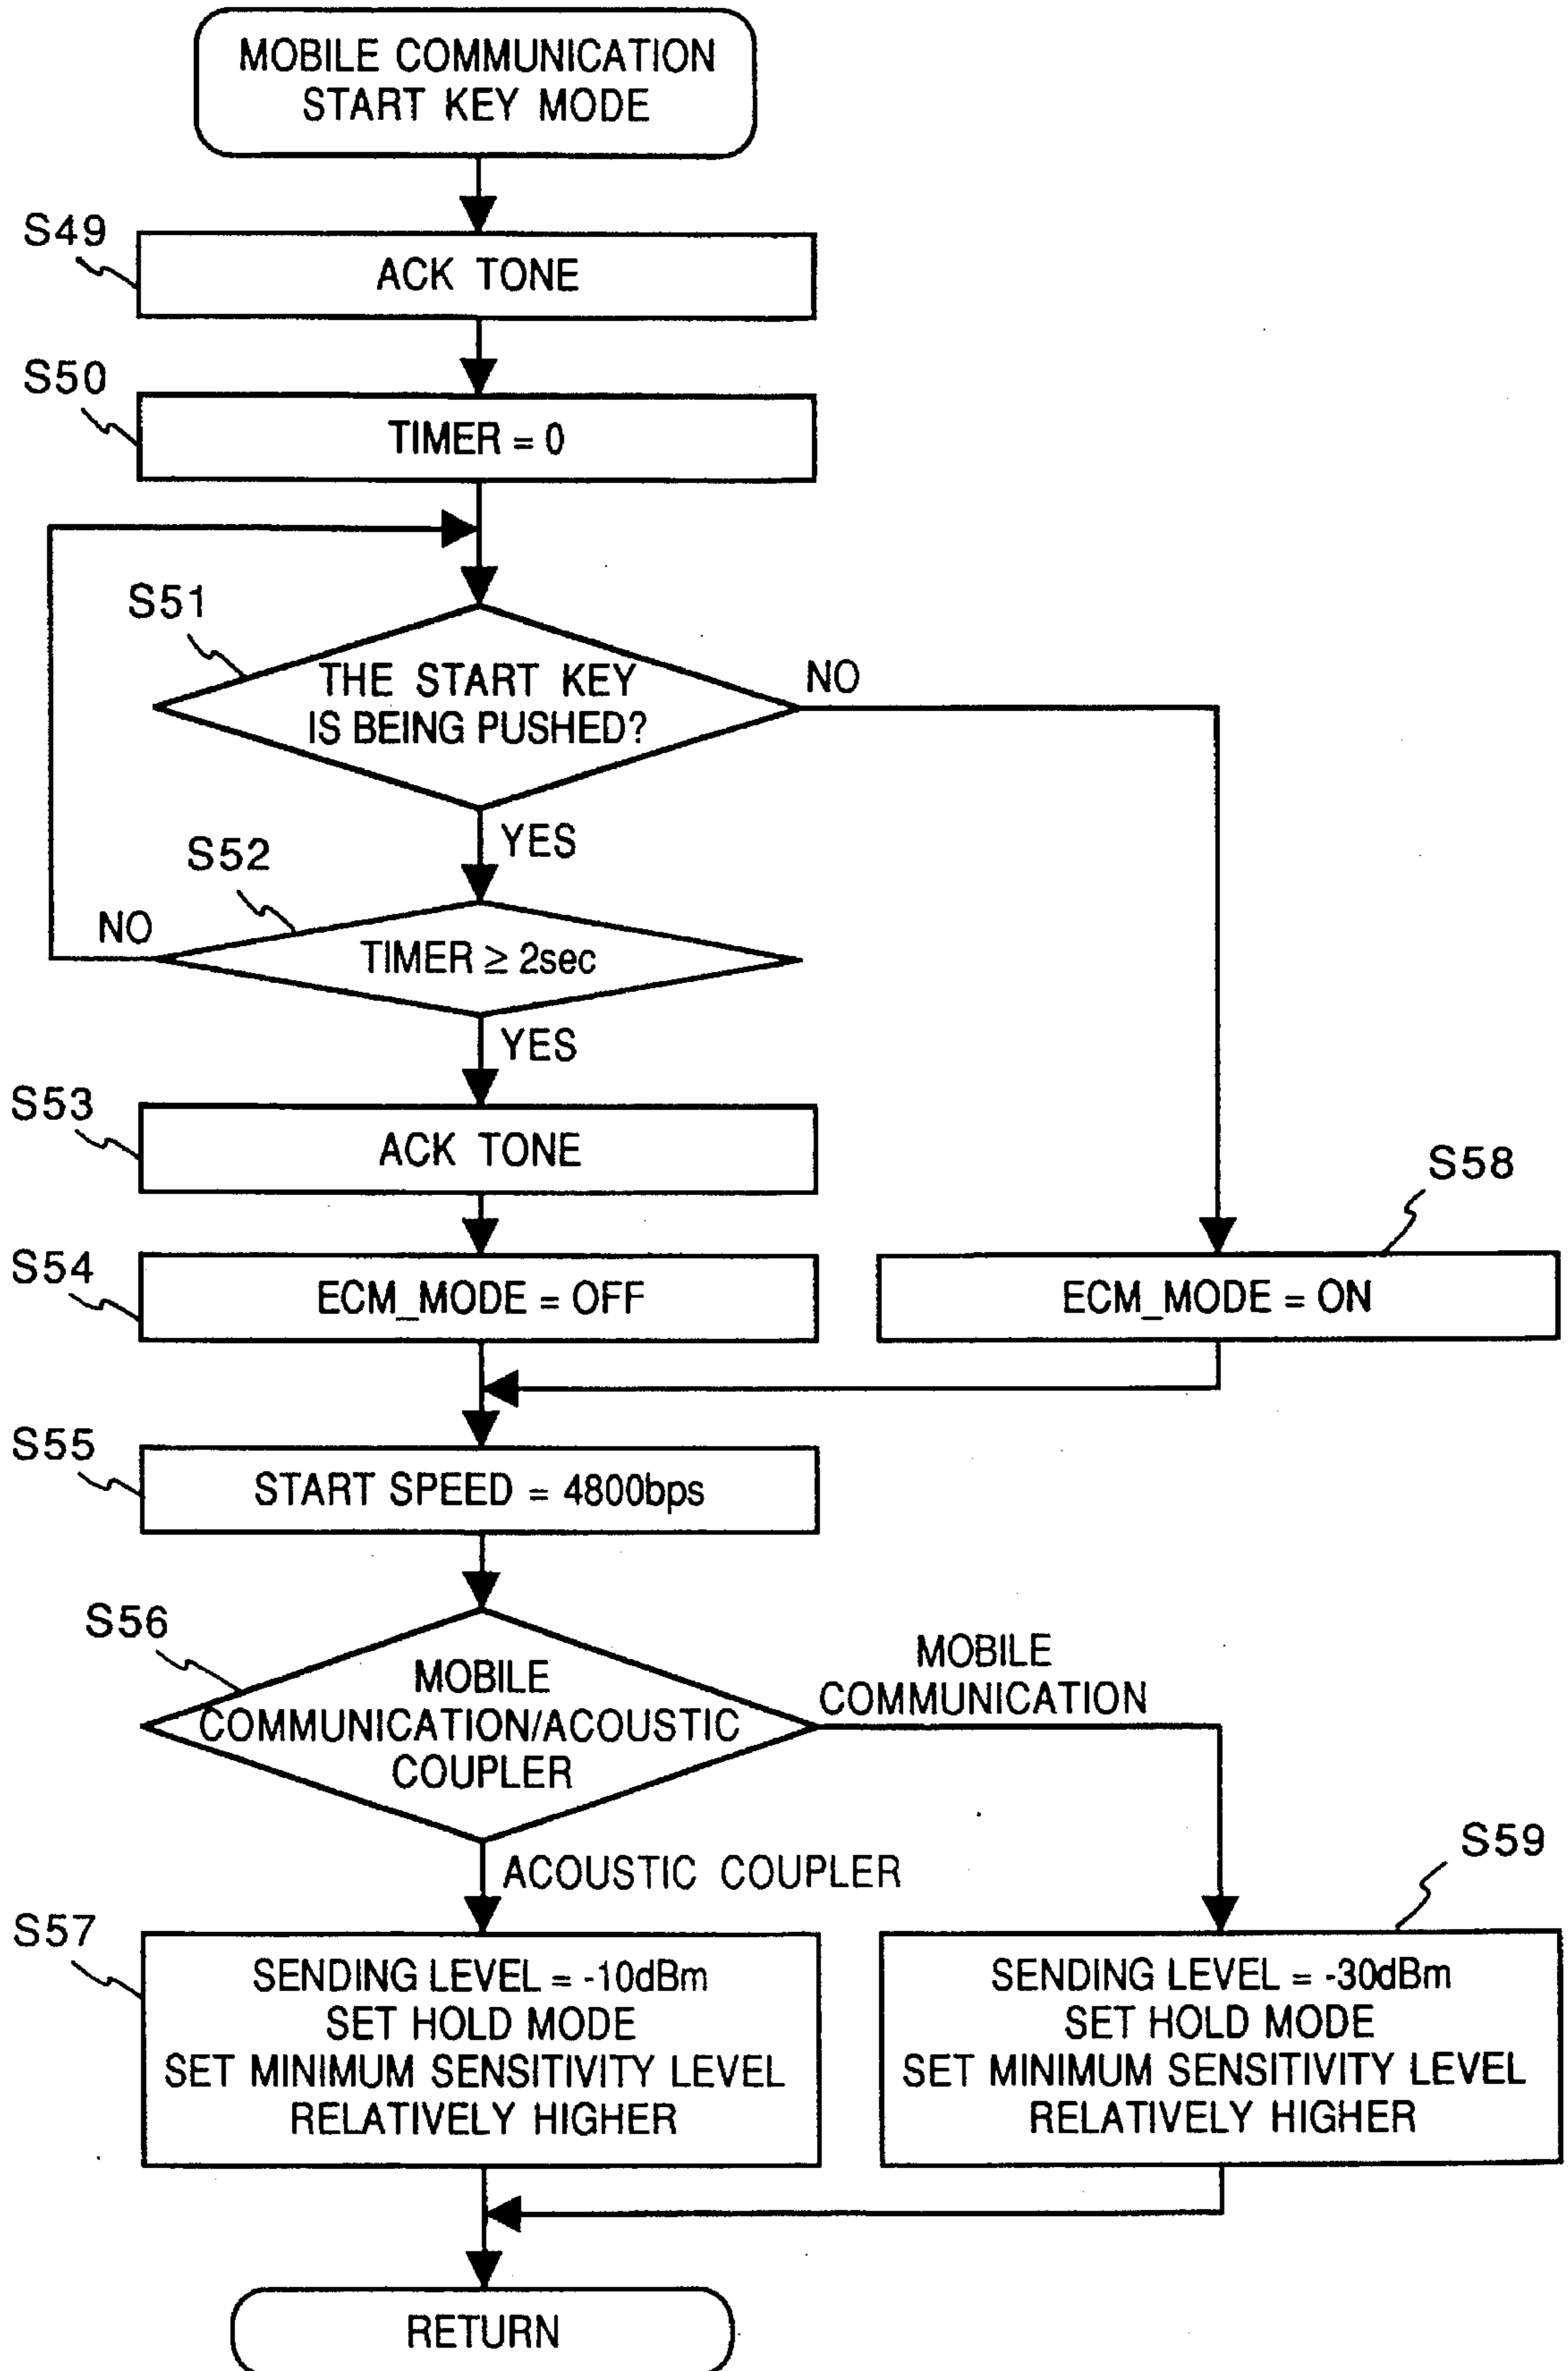 MOBILE COMMUNICATION
START KEY MODE
S49
ACK TONE
S50
TIMER = 0
S51
THE START KEY
IS BEING PUSHED?
NO
YES
S52
NO
TIMER ≥ 2sec
YES
S53
ACK TONE
S58
S54
ECM_MODE = OFF
ECM_MODE = ON
S55
START SPEED = 4800bps
S56
MOBILE
COMMUNICATION/ACOUSTIC
COUPLER
MOBILE
COMMUNICATION
ACOUSTIC COUPLER
S59
S57
SENDING LEVEL = -10dBm
SET HOLD MODE
SET MINIMUM SENSITIVITY LEVEL
RELATIVELY HIGHER
SENDING LEVEL = -30dBm
SET HOLD MODE
SET MINIMUM SENSITIVITY LEVEL
RELATIVELY HIGHER
RETURN